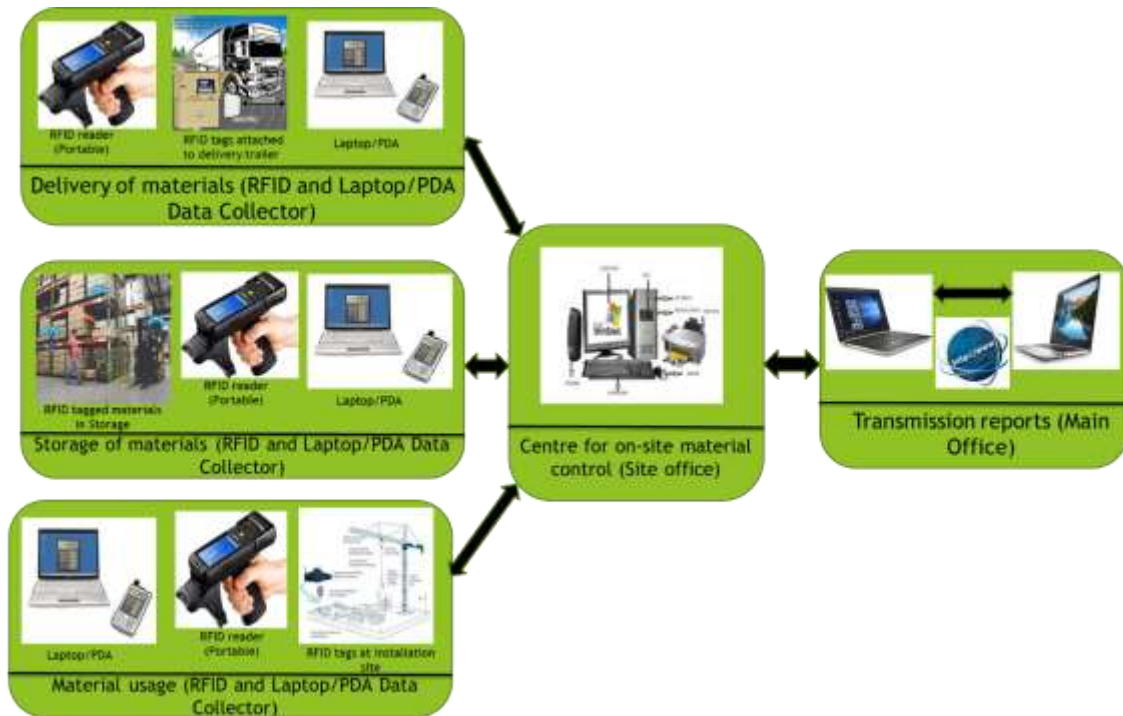 RFID reader
(Portable)
RFID tags attached
to delivery trailer
Laptop/PDA
Delivery of materials (RFID and Laptop/PDA
Data Collector)
RFID tagged materials
in Storage
RFID reader
(Portable)
Laptop/PDA
Storage of materials (RFID and Laptop/PDA Data
Collector)
Laptop/PDA
RFID reader
(Portable)
RFID tags at installation
site
Material usage (RFID and Laptop/PDA Data
Collector)
Centre for on-site material
control (Site office)
Transmission reports (Main
Office)